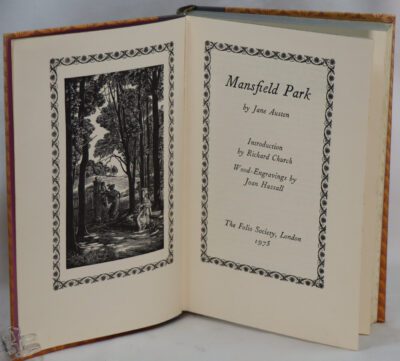 Mansfield Park
by Jane Austen
Introduction
by Richard Church
Wood-Engravings by
Joan Hassall
The Folio Society, London
1975